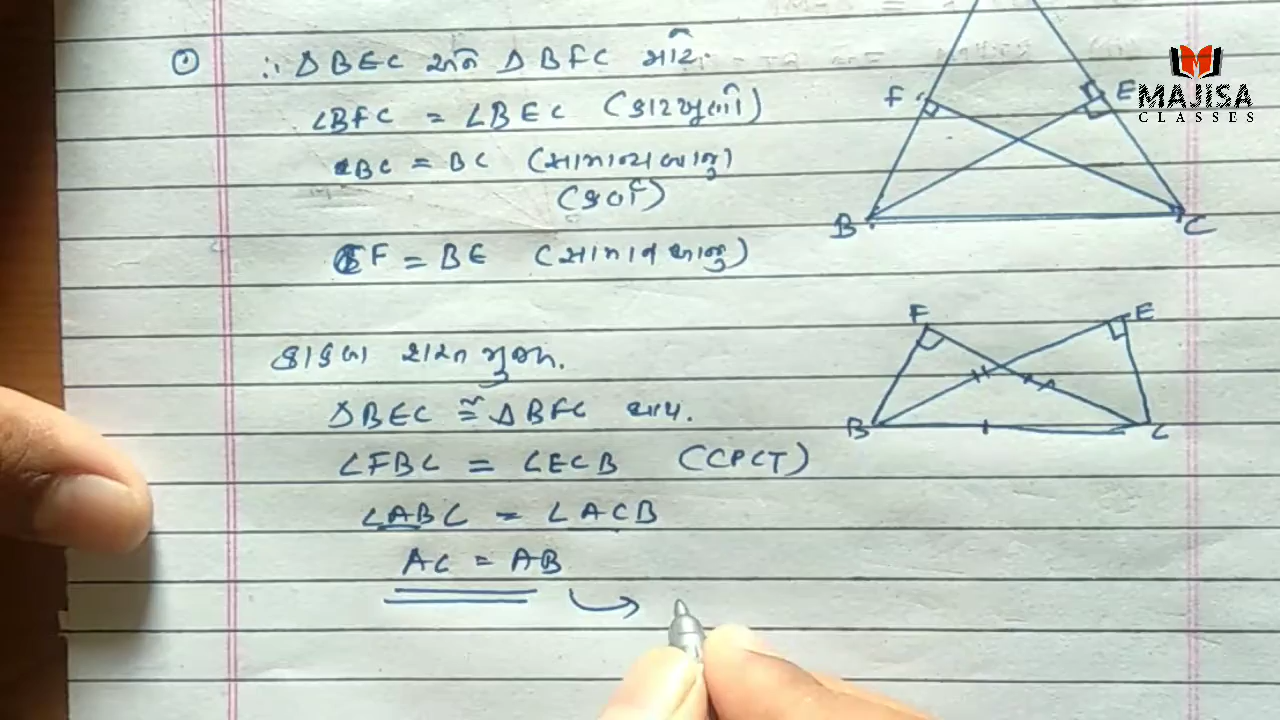 ∴ Δ BEC અને Δ BFC માટે.
∠BFC = ∠BEC (કાટખૂણો)
BC = BC (સામાન્ય બાજુ)
(કર્ણ)
CF = BE (સમાન બાજુ)
કાકબા શરત મુજબ.
Δ BEC ≅ Δ BFC થાય.
∠FBC = ∠ECB (CPCT)
∠ABC = ∠ACB
AC = AB
F
E
B
C
F
E
B
C
MAJISA
CLASSES